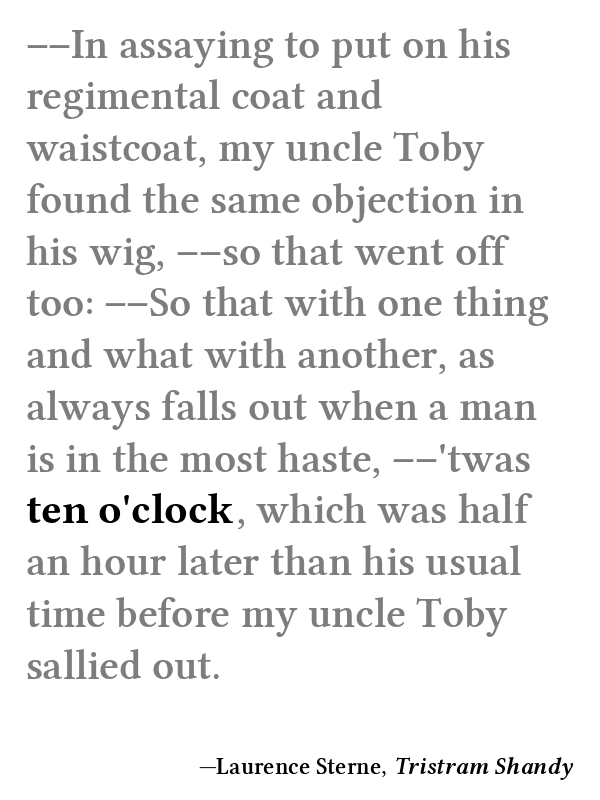 ––In assaying to put on his
regimental coat and
waistcoat, my uncle Toby
found the same objection in
his wig, ––so that went off
too: ––So that with one thing
and what with another, as
always falls out when a man
is in the most haste, ––'twas
ten o'clock, which was half
an hour later than his usual
time before my uncle Toby
sallied out.
—Laurence Sterne, Tristram Shandy